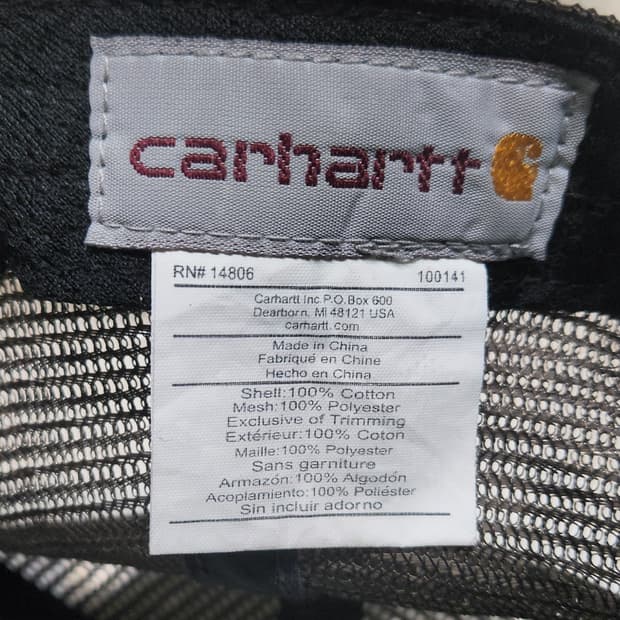 carhartt
RN# 14806 100141
Carhartt Inc.P.O.Box 600
Dearborn, MI 48121 USA
carhartt.com
Made in China
Fabriqué en Chine
Hecho en China
Shell:100% Cotton
Mesh:100% Polyester
Exclusive of Trimming
Extérieur:100% Coton
Maille:100% Polyester
Sans garniture
Armazón:100% Algodón
Acoplamiento:100% Poliéster
Sin incluir adorno